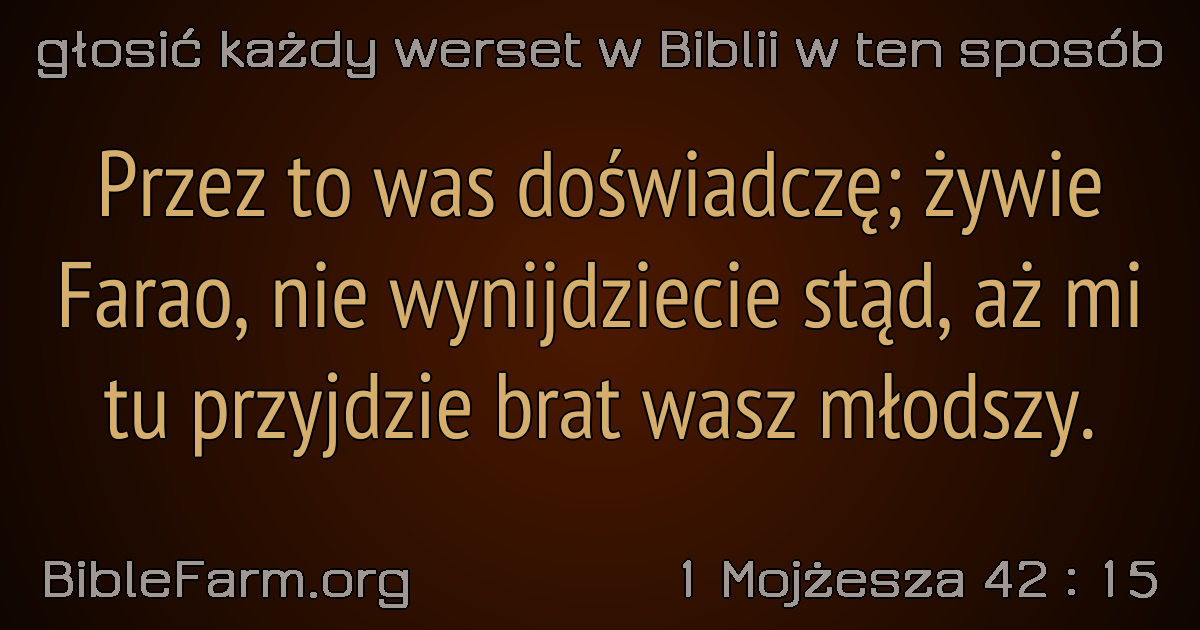 głosić każdy werset w Biblii w ten sposób
Przez to was doświadczę; żywie
Farao, nie wynijdziecie stąd, aż mi
tu przyjdzie brat wasz młodszy.
BibleFarm.org
1 Mojżesza 42 : 15